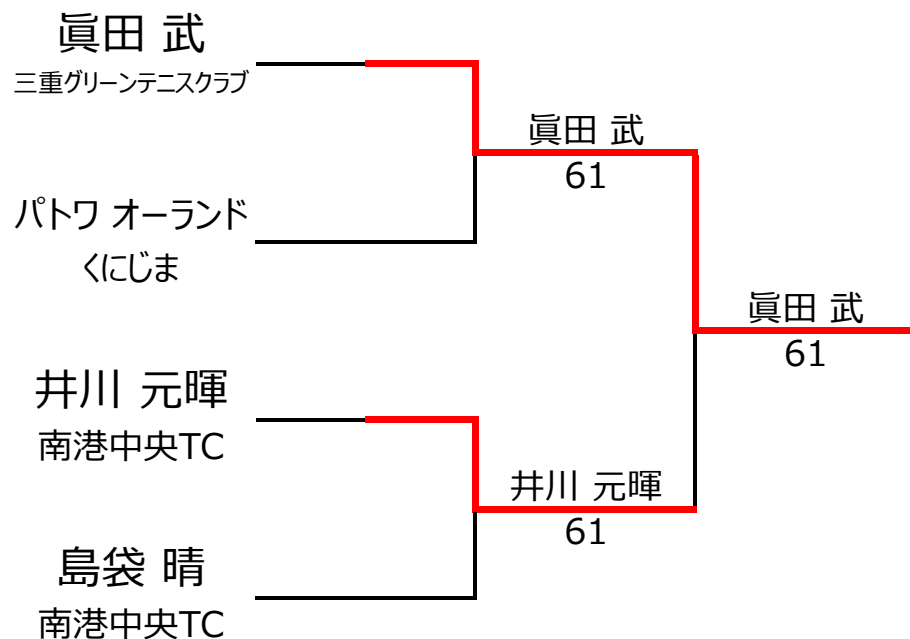 眞田 武
三重グリーンテニスクラブ
パトワ オーランド
くにじま
井川 元暉
南港中央TC
島袋 晴
南港中央TC
眞田 武
61
井川 元暉
61
眞田 武
61